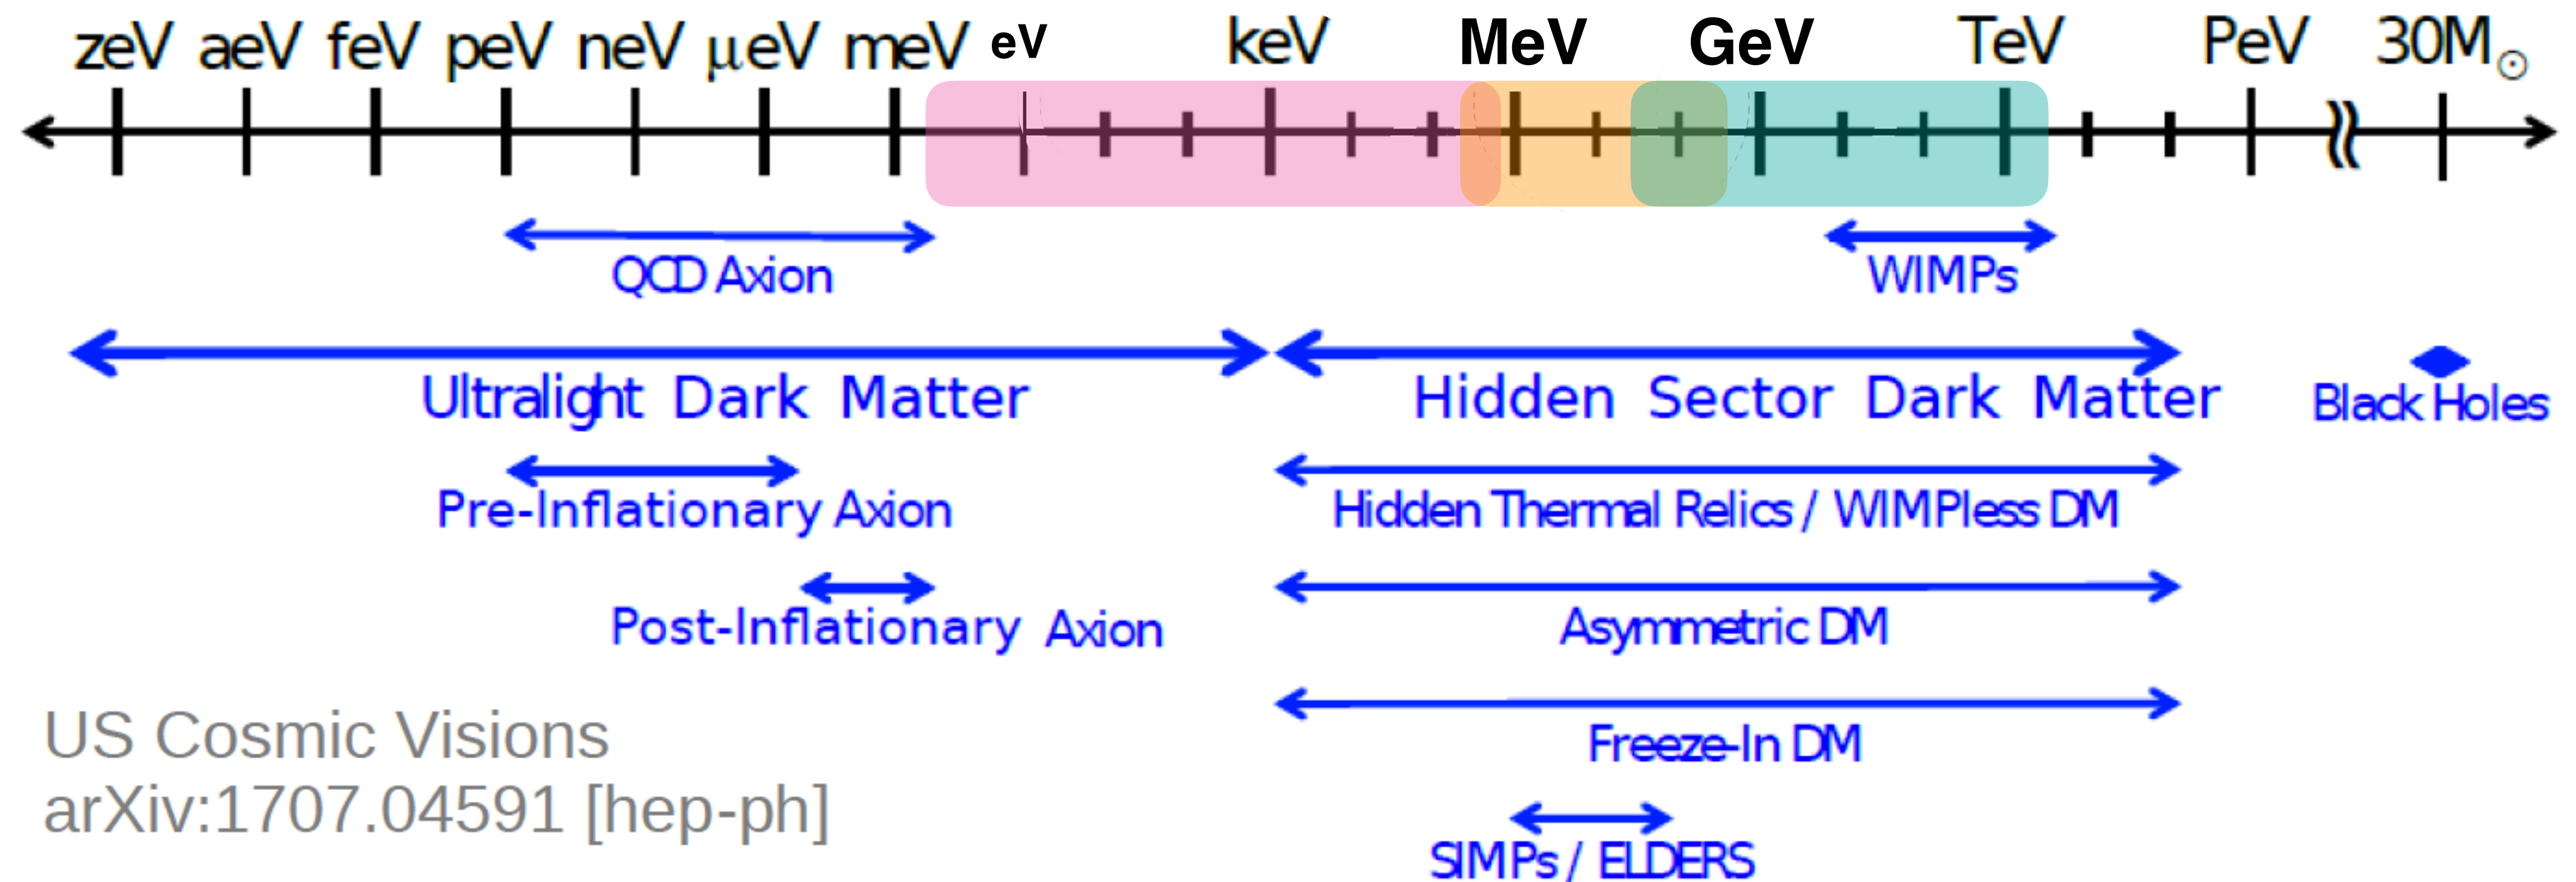 zeV aeV feV peV neV μeV meV eV keV MeV GeV TeV PeV 30M☉
QCD Axion WIMPs
Ultralight Dark Matter Hidden Sector Dark Matter Black Holes
Pre-Inflationary Axion Hidden Thermal Relics / WIMPless DM
Post-Inflationary Axion Asymmetric DM
US Cosmic Visions Freeze-In DM
arXiv:1707.04591 [hep-ph]
SIMPs / ELDERS